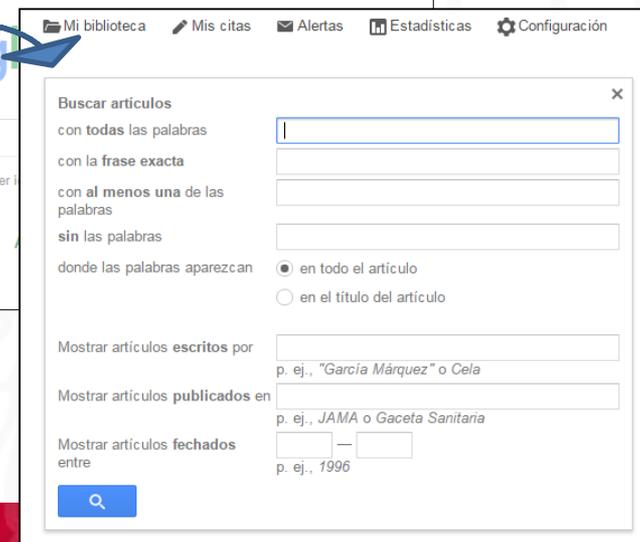 Mi biblioteca Mis citas Alertas Estadísticas Configuración
Buscar artículos
con todas las palabras
con la frase exacta
con al menos una de las
palabras
sin las palabras
donde las palabras aparezcan en todo el artículo
en el título del artículo
Mostrar artículos escritos por
p. ej., "García Márquez" o Cela
Mostrar artículos publicados en
p. ej., JAMA o Gaceta Sanitaria
Mostrar artículos fechados —
entre
p. ej., 1996